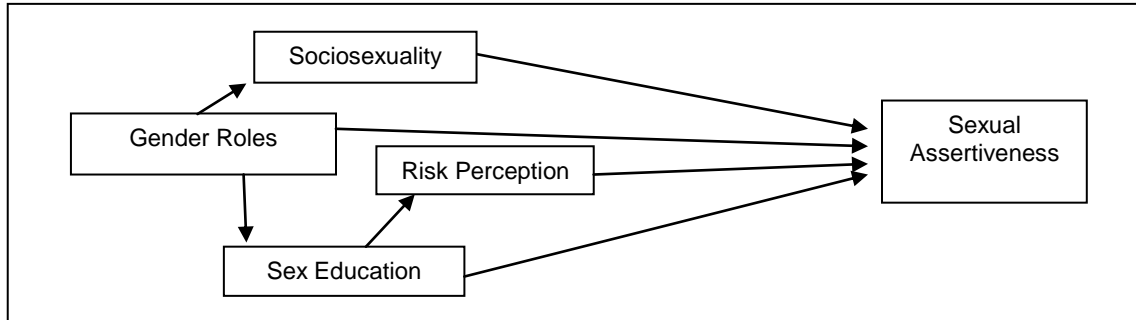 Sociosexuality
Gender Roles
Sexual
Assertiveness
Risk Perception
Sex Education